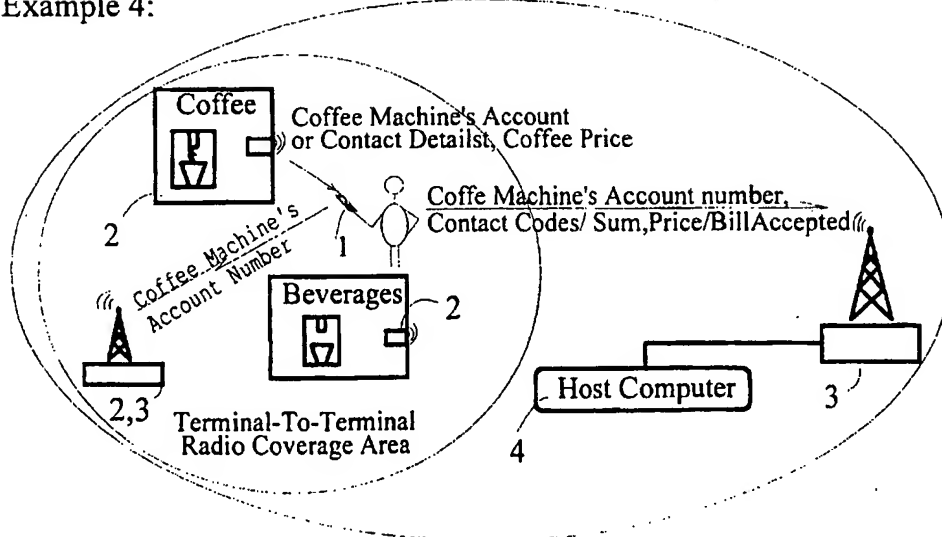 Example 4:
Coffee
Coffee Machine's Account
or Contact Detailst, Coffee Price
2
1
Coffe Machine's Account number,
Contact Codes/ Sum,Price/BillAccepted
Coffee Machine's
Account Number
Beverages
2
2,3
Terminal-To-Terminal
Radio Coverage Area
Host Computer
4
3